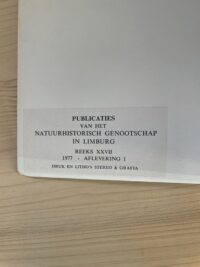 PUBLICATIES
VAN HET
NATUURHISTORISCH GENOOTSCHAP
IN LIMBURG
REEKS XXVII
1977 - AFLEVERING 1
DRUK EN LITHO'S STEREO & GRAFIA